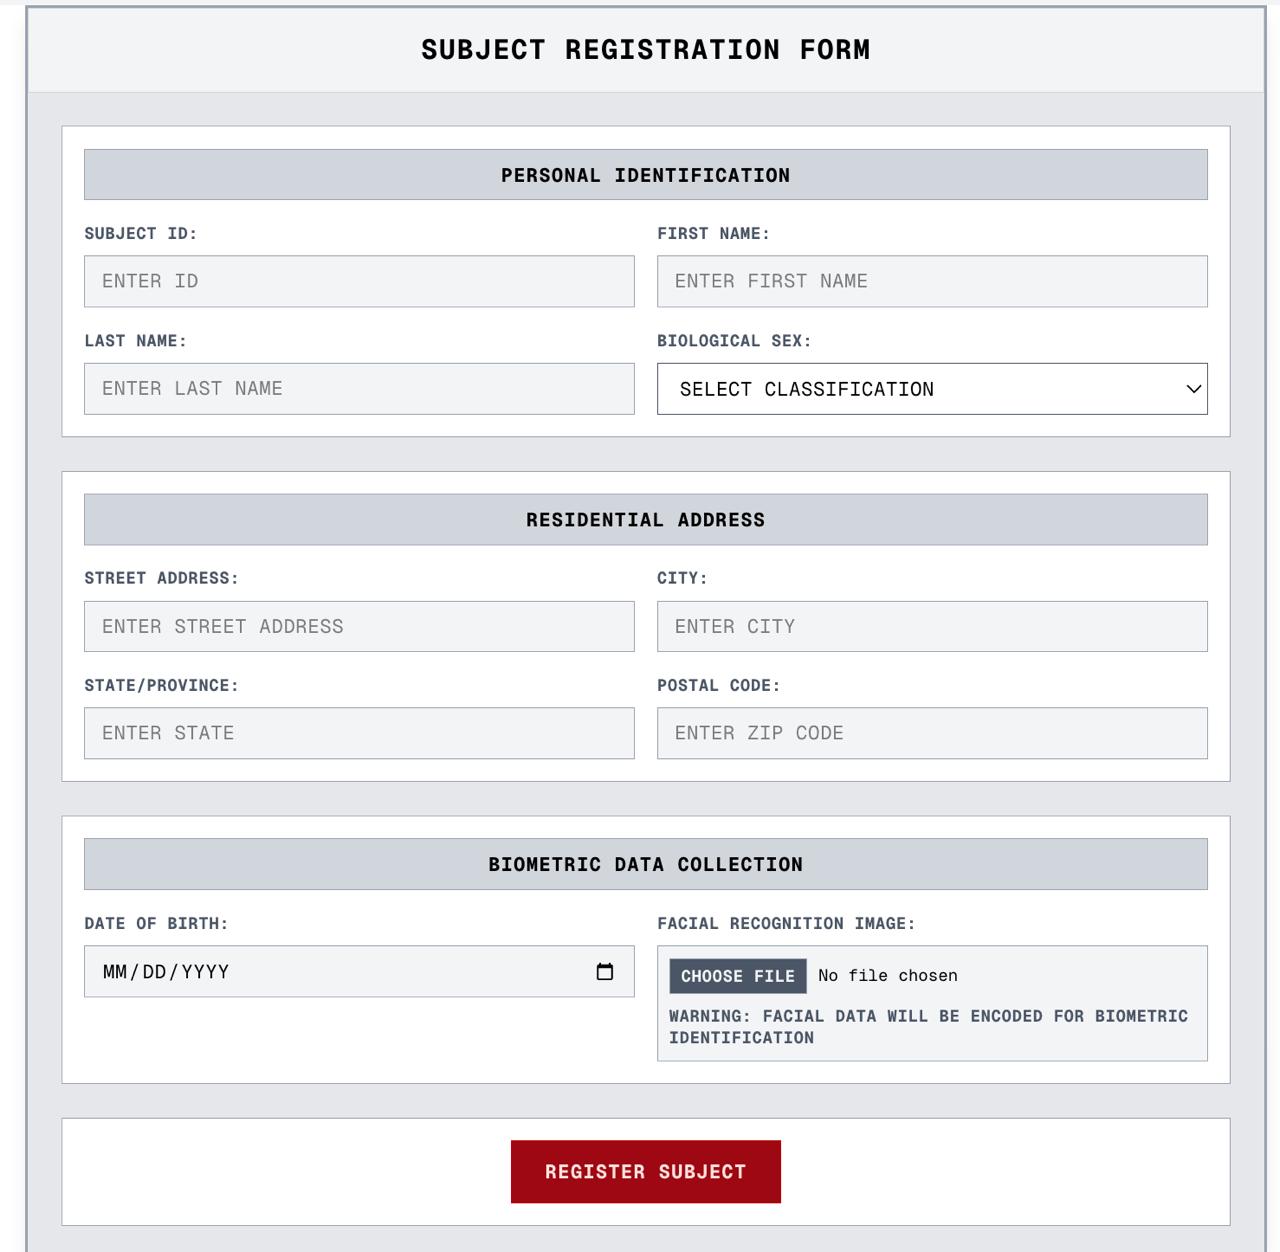 SUBJECT REGISTRATION FORM
PERSONAL IDENTIFICATION
SUBJECT ID:
ENTER ID
FIRST NAME:
ENTER FIRST NAME
LAST NAME:
ENTER LAST NAME
BIOLOGICAL SEX:
SELECT CLASSIFICATION
RESIDENTIAL ADDRESS
STREET ADDRESS:
ENTER STREET ADDRESS
CITY:
ENTER CITY
STATE/PROVINCE:
ENTER STATE
POSTAL CODE:
ENTER ZIP CODE
BIOMETRIC DATA COLLECTION
DATE OF BIRTH:
MM/DD/YYYY
FACIAL RECOGNITION IMAGE:
CHOOSE FILE No file chosen
WARNING: FACIAL DATA WILL BE ENCODED FOR BIOMETRIC
IDENTIFICATION
REGISTER SUBJECT